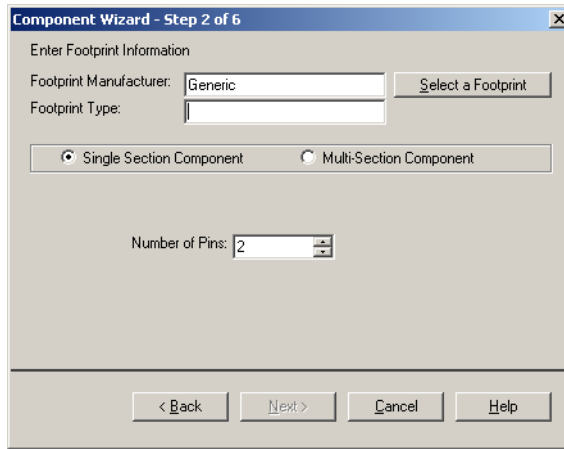 Component Wizard - Step 2 of 6
Enter Footprint Information
Footprint Manufacturer: Generic Select a Footprint
Footprint Type:
Single Section Component Multi-Section Component
Number of Pins: 2
< Back Next > Cancel Help